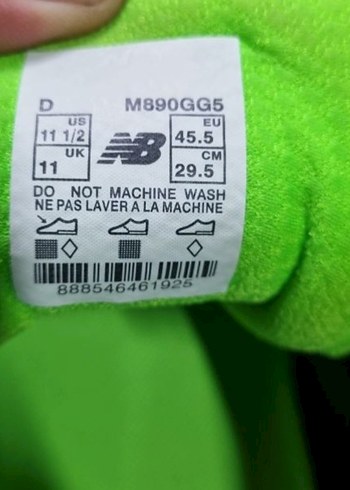 D M890GG5
US 11 1/2 EU 45.5
UK 11 NB CM 29.5
DO NOT MACHINE WASH
NE PAS LAVER A LA MACHINE
888546461925